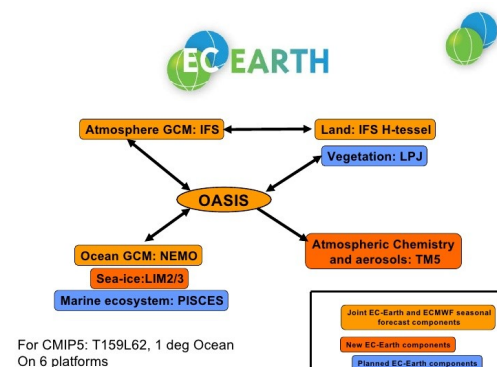 EC EARTH
Atmosphere GCM: IFS
Land: IFS H-tessel
Vegetation: LPJ
OASIS
Ocean GCM: NEMO
Sea-ice:LIM2/3
Marine ecosystem: PISCES
Atmospheric Chemistry
and aerosols: TM5
For CMIP5: T159L62, 1 deg Ocean
On 6 platforms
Joint EC-Earth and ECMWF seasonal
forecast components
New EC-Earth components
Planned EC-Earth components